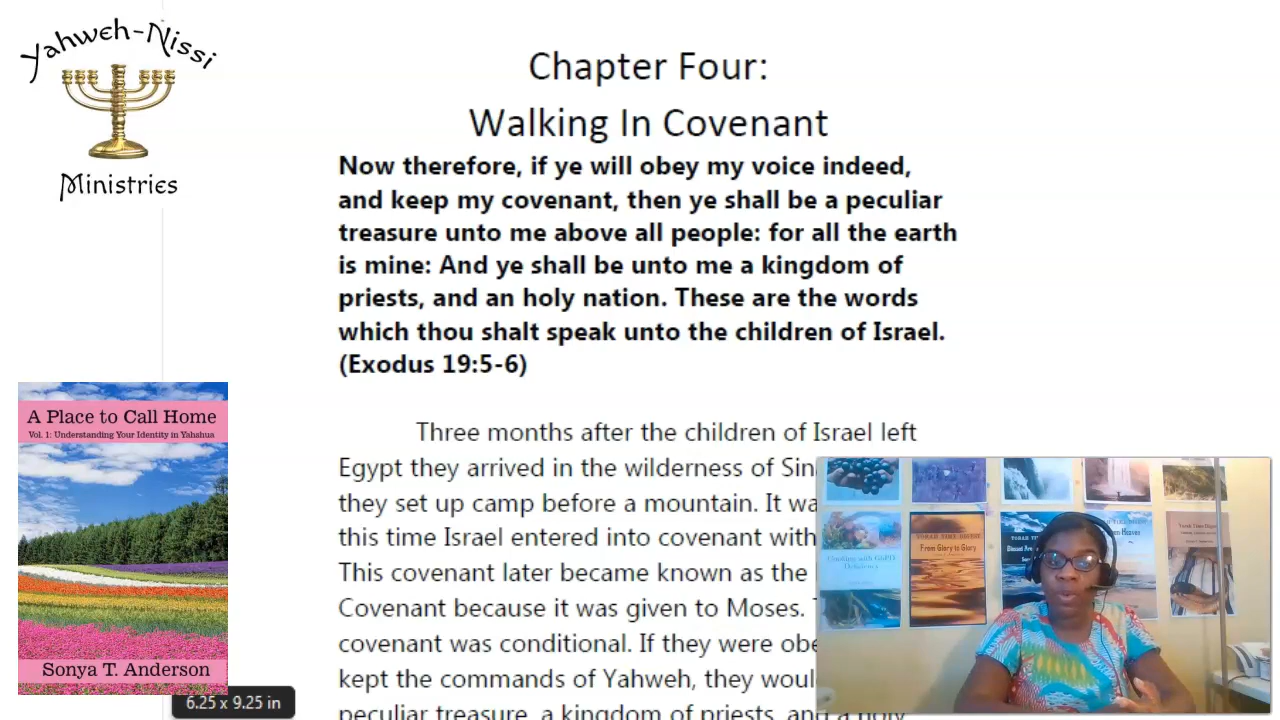 Yahweh-Nissi
Ministries
Chapter Four:
Walking In Covenant
Now therefore, if ye will obey my voice indeed,
and keep my covenant, then ye shall be a peculiar
treasure unto me above all people: for all the earth
is mine: And ye shall be unto me a kingdom of
priests, and an holy nation. These are the words
which thou shalt speak unto the children of Israel.
(Exodus 19:5-6)
Three months after the children of Israel left
Egypt they arrived in the wilderness of
they set up camp before a mountain. It
this time Israel entered into covenant with
This covenant later became known as the
Covenant because it was given to Moses.
covenant was conditional. If they were
kept the commands of Yahweh, they
peculiar treasure, a kingdom of priests, and a holy
A Place to Call Home
Vol. 1: Understanding Your Identity in Yahshua
Sonya T. Anderson
6.25 x 9.25 in
From Glory to Glory